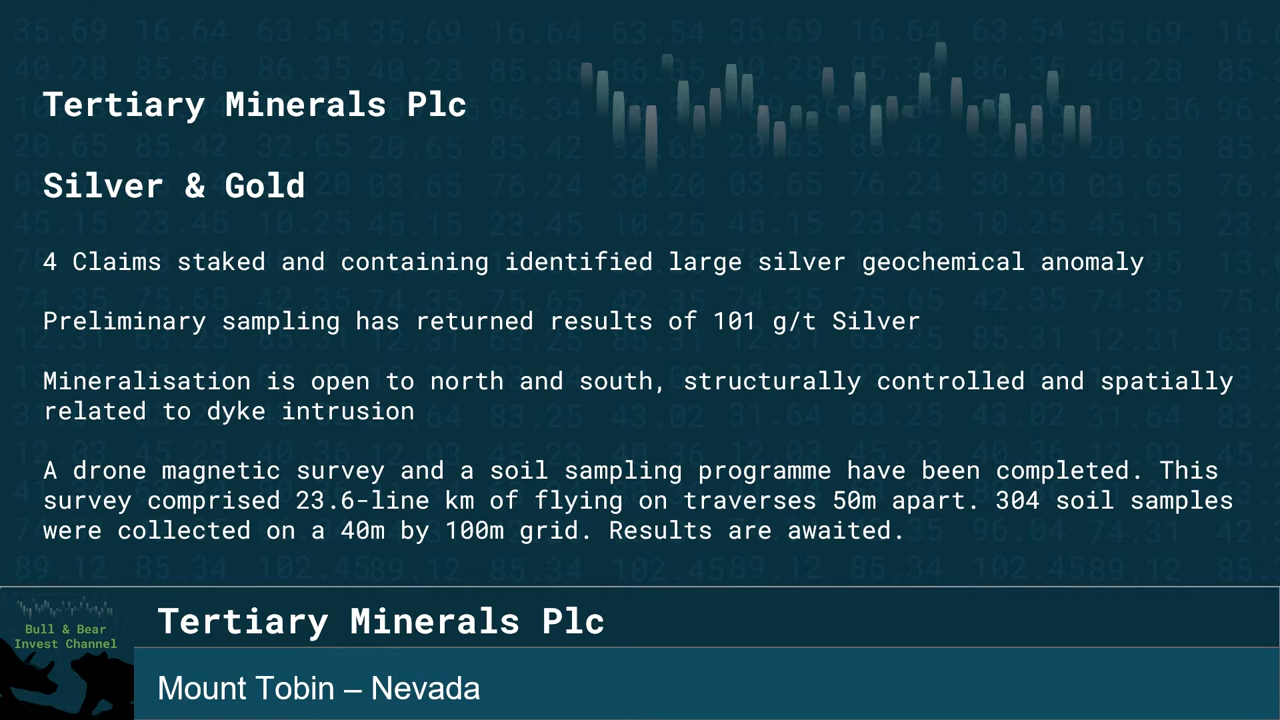 Tertiary Minerals Plc
Silver & Gold
4 Claims staked and containing identified large silver geochemical anomaly
Preliminary sampling has returned results of 101 g/t Silver
Mineralisation is open to north and south, structurally controlled and spatially
related to dyke intrusion
A drone magnetic survey and a soil sampling programme have been completed. This
survey comprised 23.6-line km of flying on traverses 50m apart. 304 soil samples
were collected on a 40m by 100m grid. Results are awaited.
Bull & Bear
Invest Channel
Tertiary Minerals Plc
Mount Tobin – Nevada